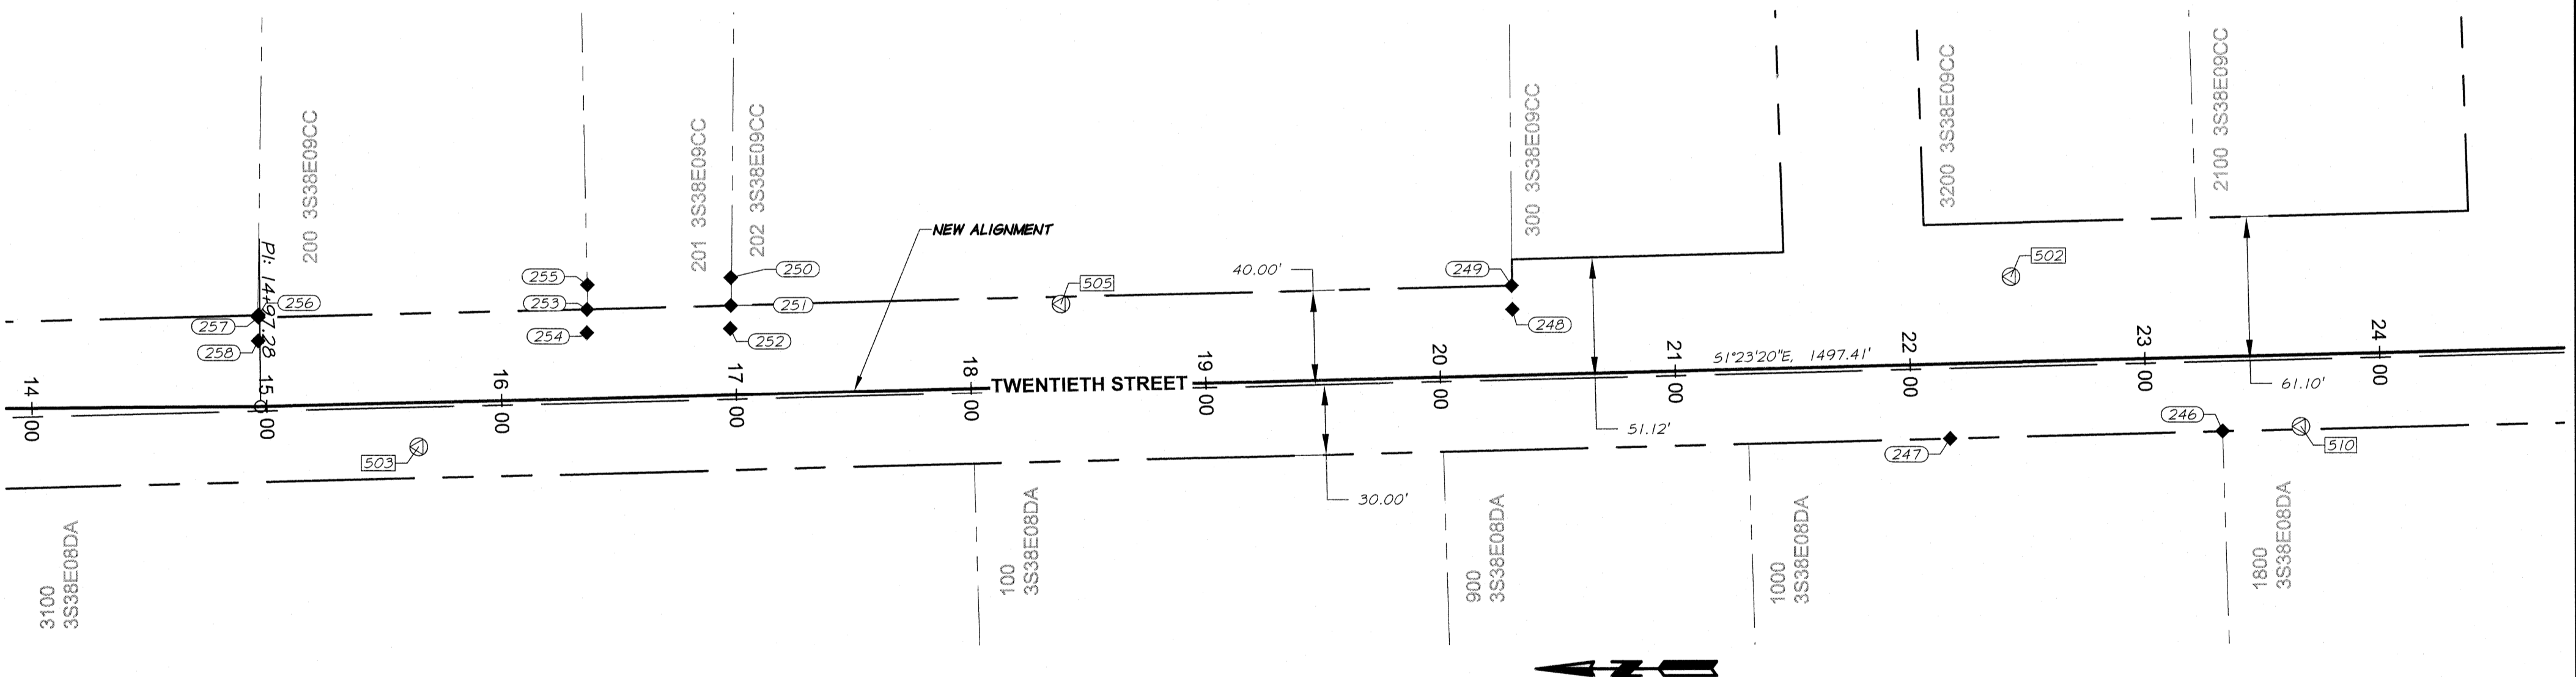 200 3S38E09CC
201 3S38E09CC
202 3S38E09CC
300 3S38E09CC
3200 3S38E09CC
2100 3S38E09CC
PI: 14+97.28
NEW ALIGNMENT
255
250
505
40.00'
249
502
256
253
251
257
254
252
248
258
14+00
15+00
16+00
17+00
18+00
TWENTIETH STREET
19+00
20+00
21+00
S1°23'20"E, 1497.41'
22+00
23+00
24+00
61.10'
51.12'
246
510
247
503
30.00'
3100
3S38E08DA
100
3S38E08DA
900
3S38E08DA
1000
3S38E08DA
1800
3S38E08DA
N